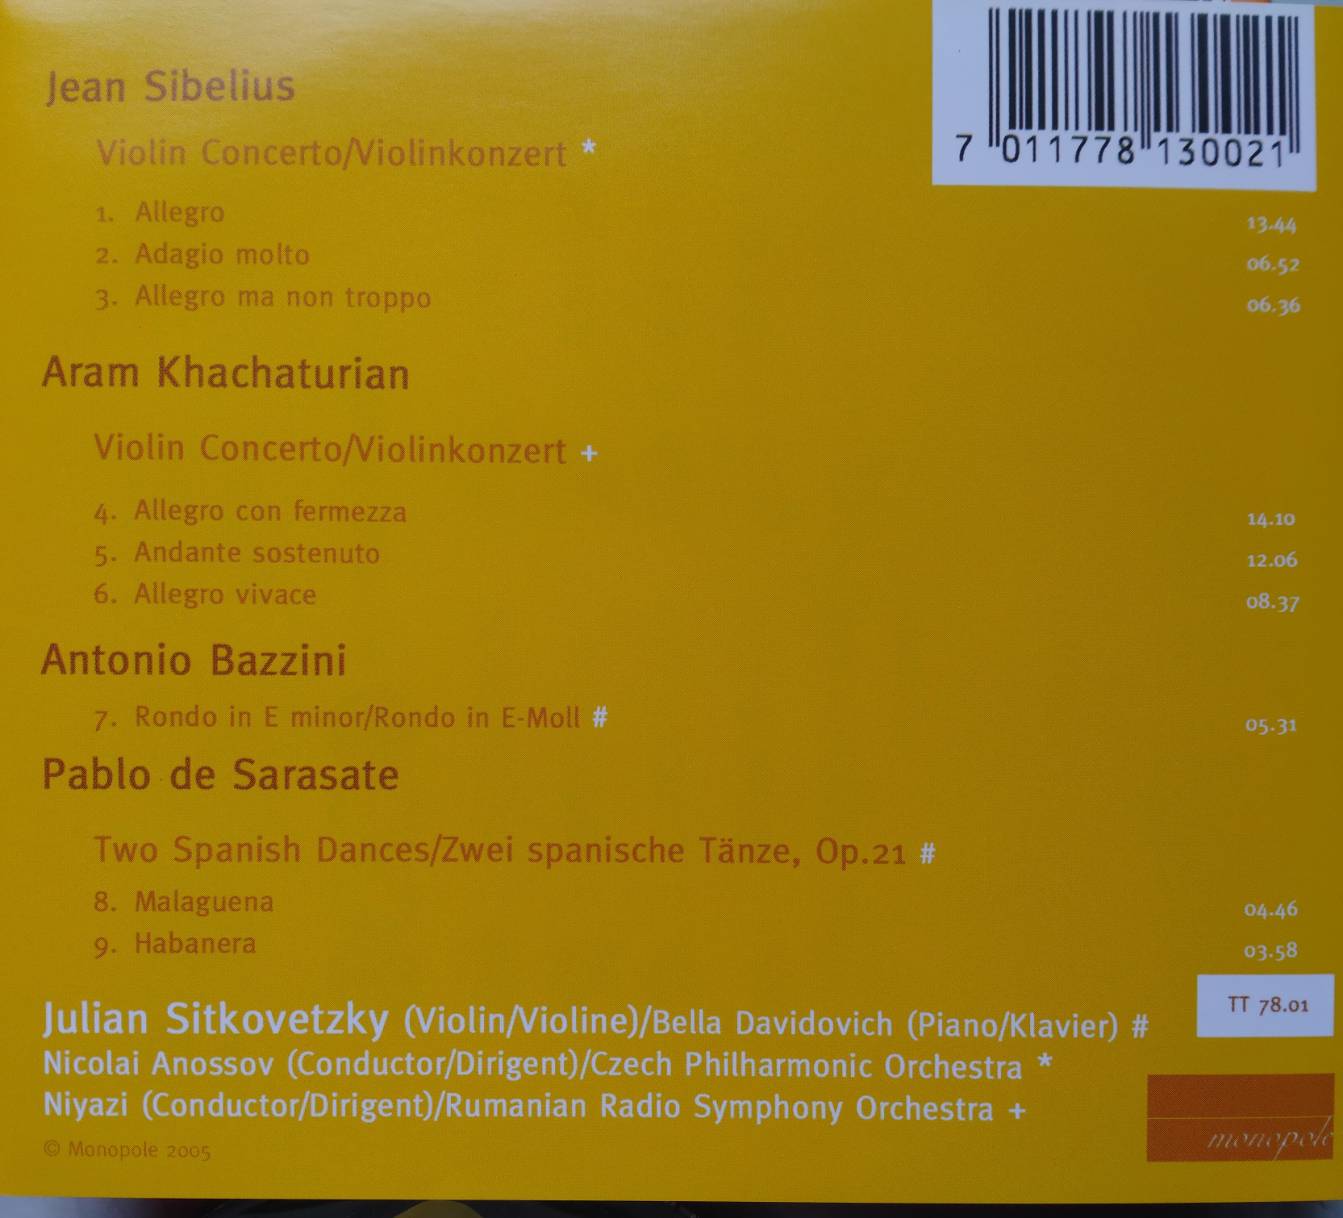 7 011778 130021
Jean Sibelius
Violin Concerto/Violinkonzert *
1. Allegro 13.44
2. Adagio molto 06.52
3. Allegro ma non troppo 06.36
Aram Khachaturian
Violin Concerto/Violinkonzert +
4. Allegro con fermezza 14.10
5. Andante sostenuto 12.06
6. Allegro vivace 08.37
Antonio Bazzini
7. Rondo in E minor/Rondo in E-Moll # 05.31
Pablo de Sarasate
Two Spanish Dances/Zwei spanische Tänze, Op.21 #
8. Malaguena 04.46
9. Habanera 03.58
TT 78.01
Julian Sitkovetzky (Violin/Violine)/Bella Davidovich (Piano/Klavier) #
Nicolai Anossov (Conductor/Dirigent)/Czech Philharmonic Orchestra *
Niyazi (Conductor/Dirigent)/Rumanian Radio Symphony Orchestra +
© Monopole 2005
monopole